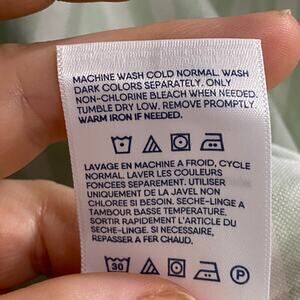 MACHINE WASH COLD NORMAL. WASH
DARK COLORS SEPARATELY. ONLY
NON-CHLORINE BLEACH WHEN NEEDED.
TUMBLE DRY LOW. REMOVE PROMPTLY.
WARM IRON IF NEEDED.
LAVAGE EN MACHINE A FROID, CYCLE
NORMAL. LAVER LES COULEURS
FONCEES SEPAREMENT. UTILISER
UNIQUEMENT DE LA JAVEL NON
CHLOREE SI BESOIN. SECHE-LINGE A
TAMBOUR BASSE TEMPERATURE.
SORTIR RAPIDEMENT L'ARTICLE DU
SECHE-LINGE. SI NECESSAIRE,
REPASSER A FER CHAUD.
30 P